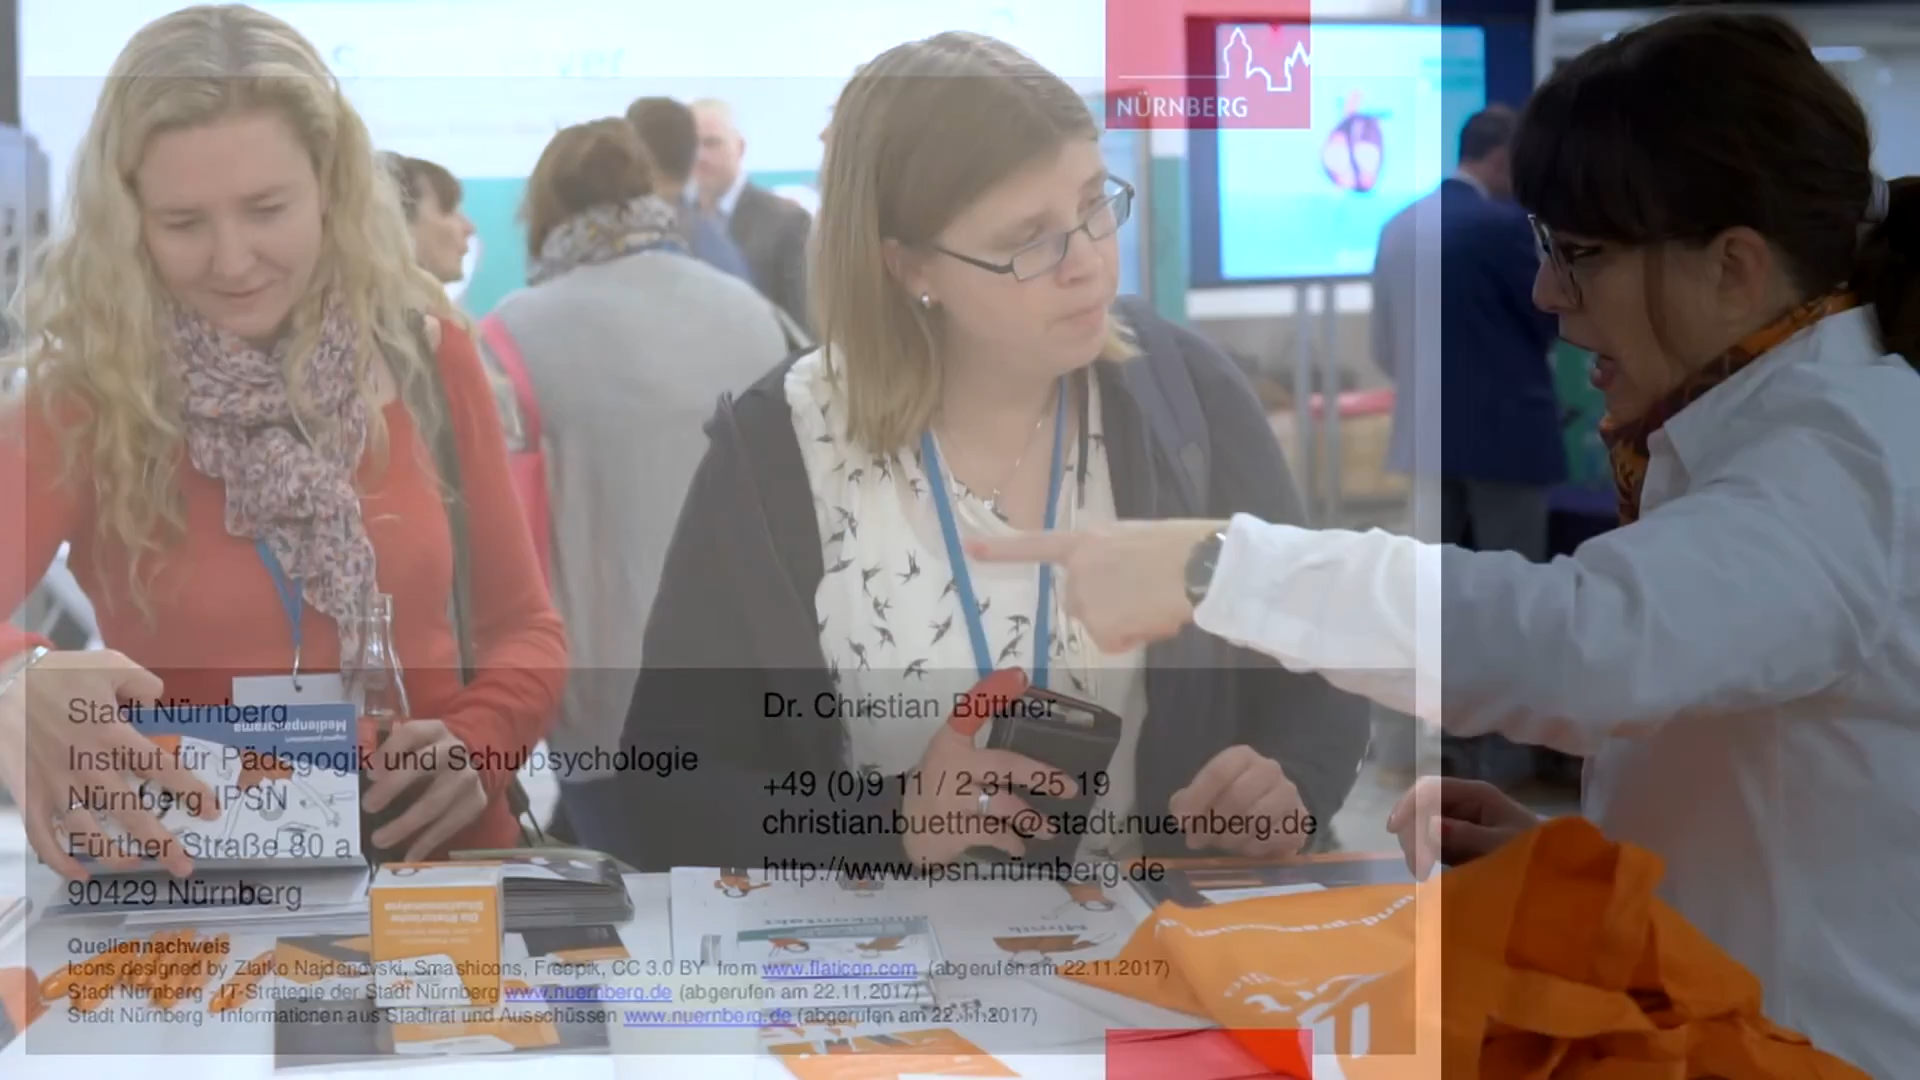 NÜRNBERG
Stadt Nürnberg
Institut für Pädagogik und Schulpsychologie
Nürnberg IPSN
Fürther Straße 80 a
90429 Nürnberg
Dr. Christian Büttner
+49 (0)9 11 / 2 31-25 19
christian.buettner@stadt.nuernberg.de
http://www.ipsn.nürnberg.de
Quellennachweis
Icons designed by Zlatko Najdenovski, Smashicons, Freepik, CC 3.0 BY from www.flaticon.com (abgerufen am 22.11.2017)
Stadt Nürnberg - IT-Strategie der Stadt Nürnberg www.nuernberg.de (abgerufen am 22.11.2017)
Stadt Nürnberg - Informationen aus Stadtrat und Ausschüssen www.nuernberg.de (abgerufen am 22.11.2017)
Medienpanorama
Blickkontakt
Mimik